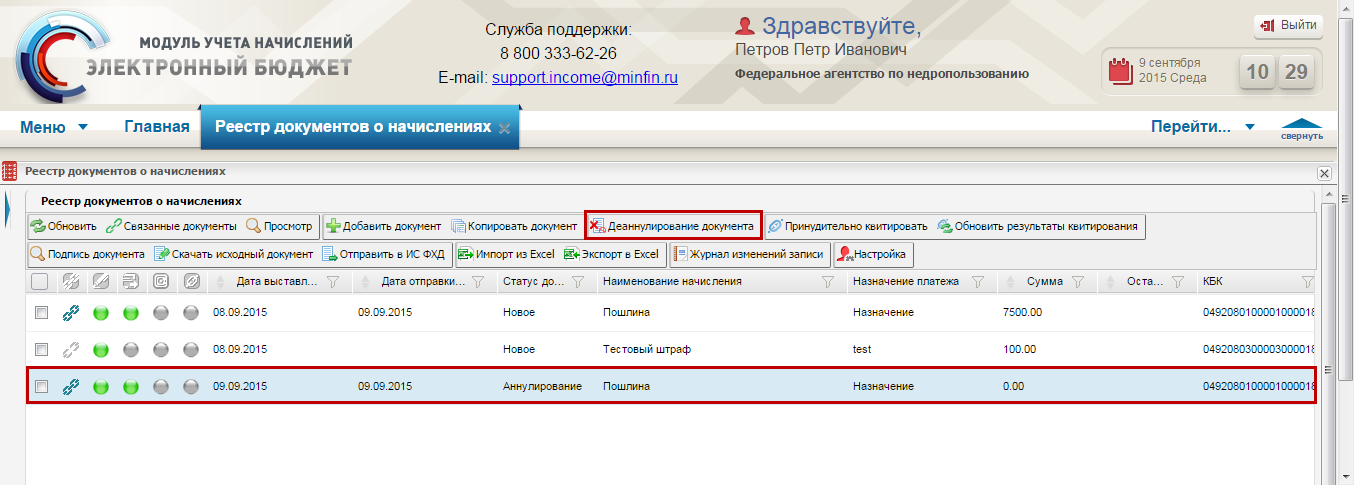 МОДУЛЬ УЧЕТА НАЧИСЛЕНИЙ
ЭЛЕКТРОННЫЙ БЮДЖЕТ
Служба поддержки:
8 800 333-62-26
E-mail: support.income@minfin.ru
Здравствуйте,
Петров Петр Иванович
Федеральное агентство по недропользованию
Выйти
9 сентября
2015 Среда
10 29
Меню Главная Реестр документов о начислениях Перейти... свернуть
Реестр документов о начислениях
Реестр документов о начислениях
Обновить Связанные документы Просмотр Добавить документ Копировать документ Деаннулирование документа Принудительно квитировать Обновить результаты квитирования
Подпись документа Скачать исходный документ Отправить в ИС ФХД Импорт из Excel Экспорт в Excel Журнал изменений записи Настройка
Дата выставл... Дата отправки... Статус до... Наименование начисления Назначение платежа Сумма Оста... КБК
08.09.2015 09.09.2015 Новое Пошлина Назначение 7500.00 0492080100001000018
08.09.2015 Новое Тестовый штраф test 100.00 0492080300003000018
09.09.2015 09.09.2015 Аннулирование Пошлина Назначение 0.00 0492080100001000018